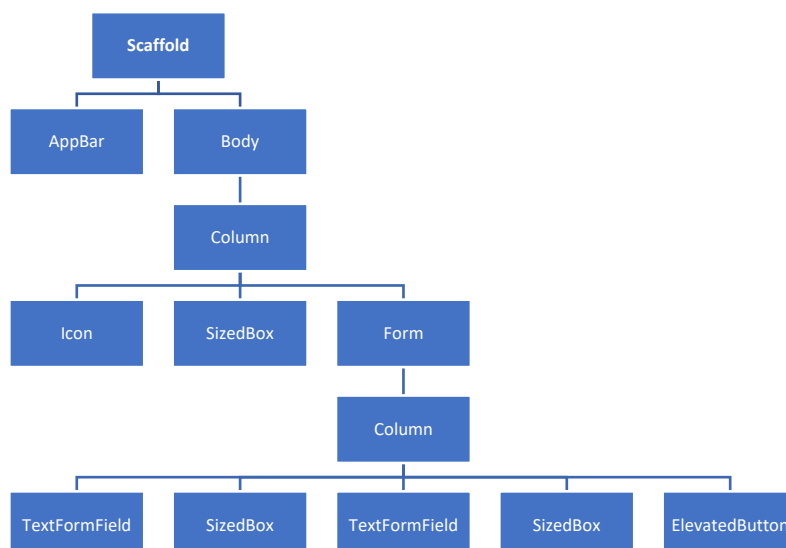 Scaffold
AppBar
Body
Column
Icon
SizedBox
Form
Column
TextFormField
SizedBox
TextFormField
SizedBox
ElevatedButton